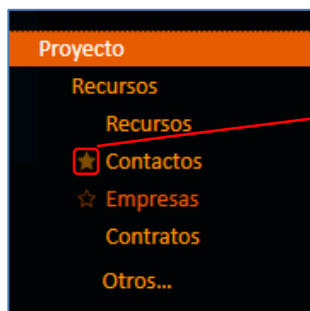 Proyecto
Recursos
Recursos
Contactos
Empresas
Contratos
Otros...